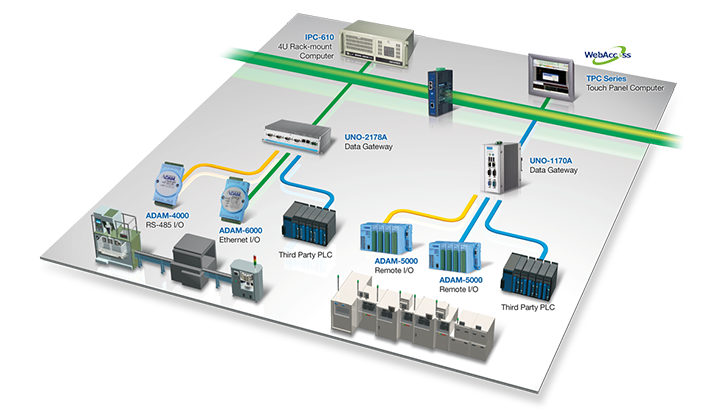 IPC-610
4U Rack-mount
Computer
WebAccess
TPC Series
Touch Panel Computer
UNO-2178A
Data Gateway
UNO-1170A
Data Gateway
ADAM-4000
RS-485 I/O
ADAM-6000
Ethernet I/O
Third Party PLC
ADAM-5000
Remote I/O
ADAM-5000
Remote I/O
Third Party PLC